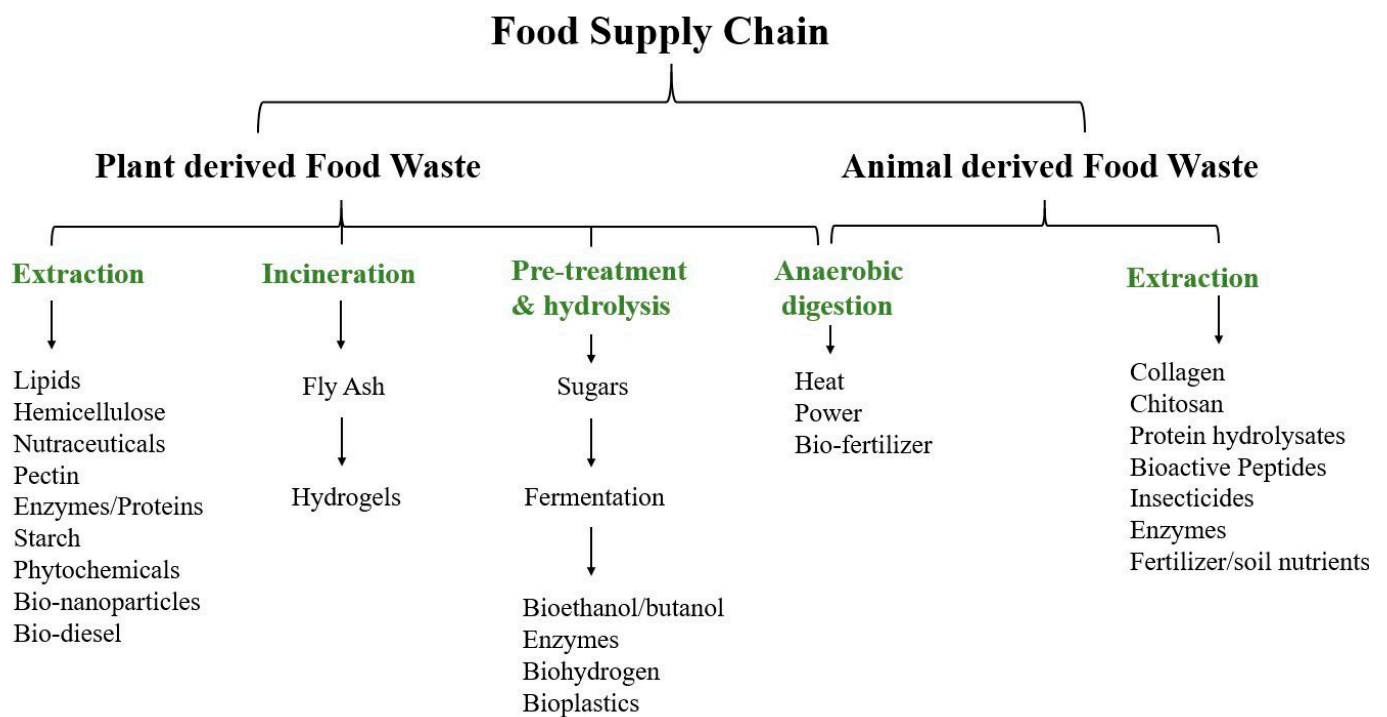 Food Supply Chain
Plant derived Food Waste
Animal derived Food Waste
Extraction
Lipids
Hemicellulose
Nutraceuticals
Pectin
Enzymes/Proteins
Starch
Phytochemicals
Bio-nanoparticles
Bio-diesel
Incineration
Fly Ash
Hydrogels
Pre-treatment
& hydrolysis
Sugars
Fermentation
Bioethanol/butanol
Enzymes
Biohydrogen
Bioplastics
Anaerobic
digestion
Heat
Power
Bio-fertilizer
Extraction
Collagen
Chitosan
Protein hydrolysates
Bioactive Peptides
Insecticides
Enzymes
Fertilizer/soil nutrients